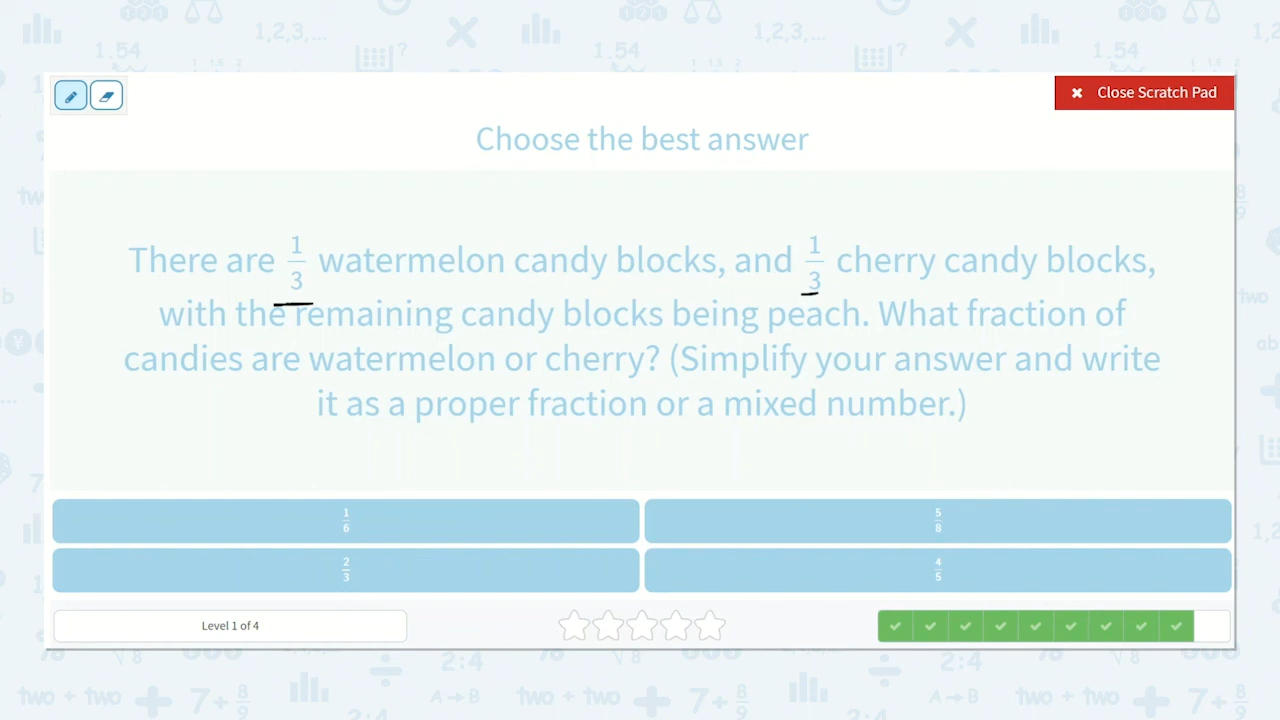 Close Scratch Pad
Choose the best answer
There are 1/3 watermelon candy blocks, and 1/3 cherry candy blocks,
with the remaining candy blocks being peach. What fraction of
candies are watermelon or cherry? (Simplify your answer and write
it as a proper fraction or a mixed number.)
1/6
5/8
2/3
4/5
Level 1 of 4